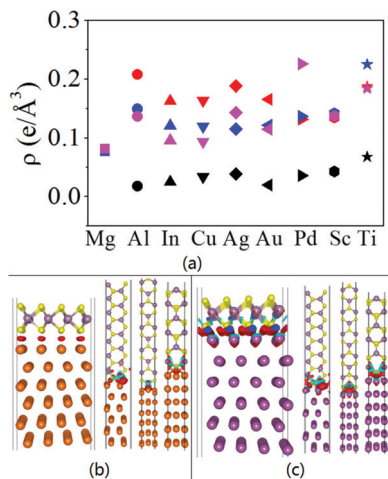 ρ (e/Å³)
0.3
0.2
0.1
0.0
Mg Al In Cu Ag Au Pd Sc Ti
(a)
(b)
(c)